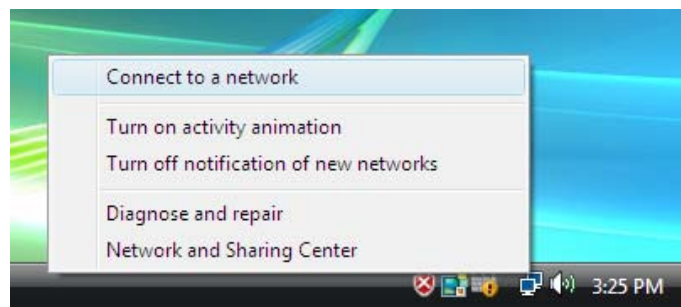 Connect to a network
Turn on activity animation
Turn off notification of new networks
Diagnose and repair
Network and Sharing Center
3:25 PM